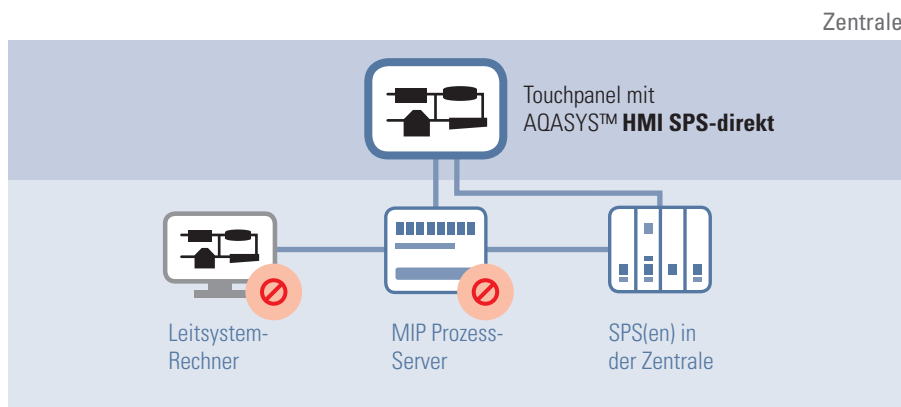 Zentrale
Touchpanel mit
AQASYS™ HMI SPS-direkt
Leitsystem-
Rechner
MIP Prozess-
Server
SPS(en) in
der Zentrale